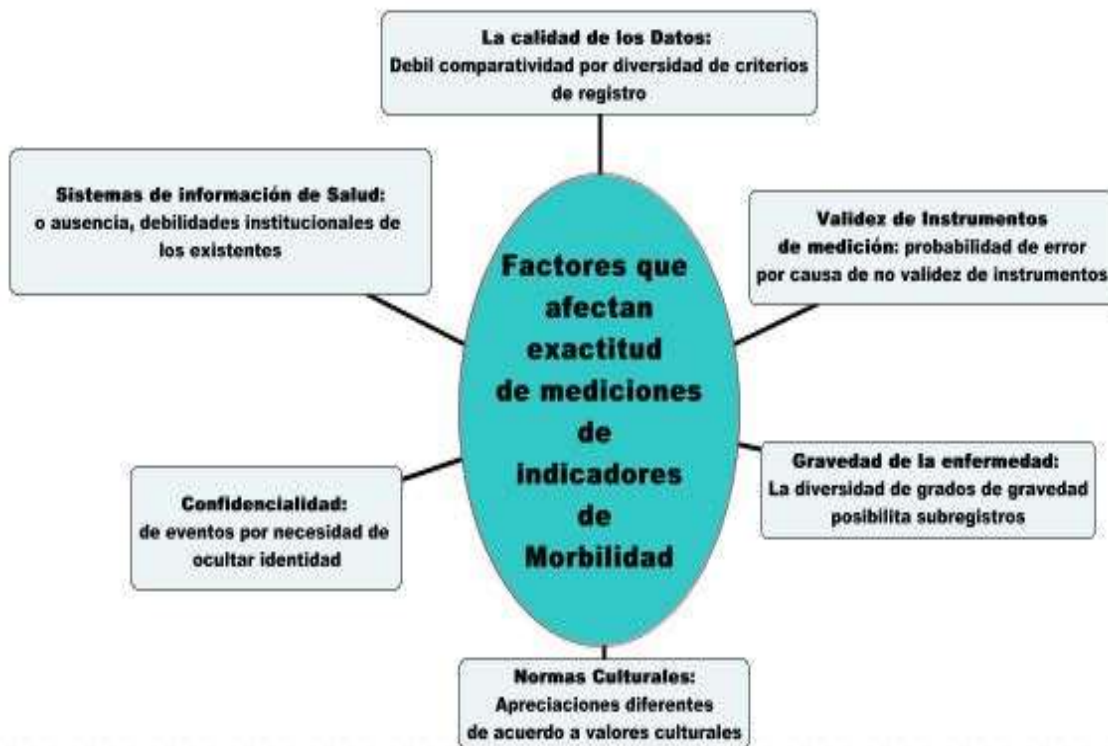 La calidad de los Datos:
Debil comparatividad por diversidad de criterios
de registro
Sistemas de información de Salud:
o ausencia, debilidades institucionales de
los existentes
Validez de Instrumentos
de medición: probabilidad de error
por causa de no validez de instrumentos
Factores que
afectan
exactitud
de mediciones
de
indicadores
de
Morbilidad
Gravedad de la enfermedad:
La diversidad de grados de gravedad
posibilita subregistros
Confidencialidad:
de eventos por necesidad de
ocultar identidad
Normas Culturales:
Apreciaciones diferentes
de acuerdo a valores culturales